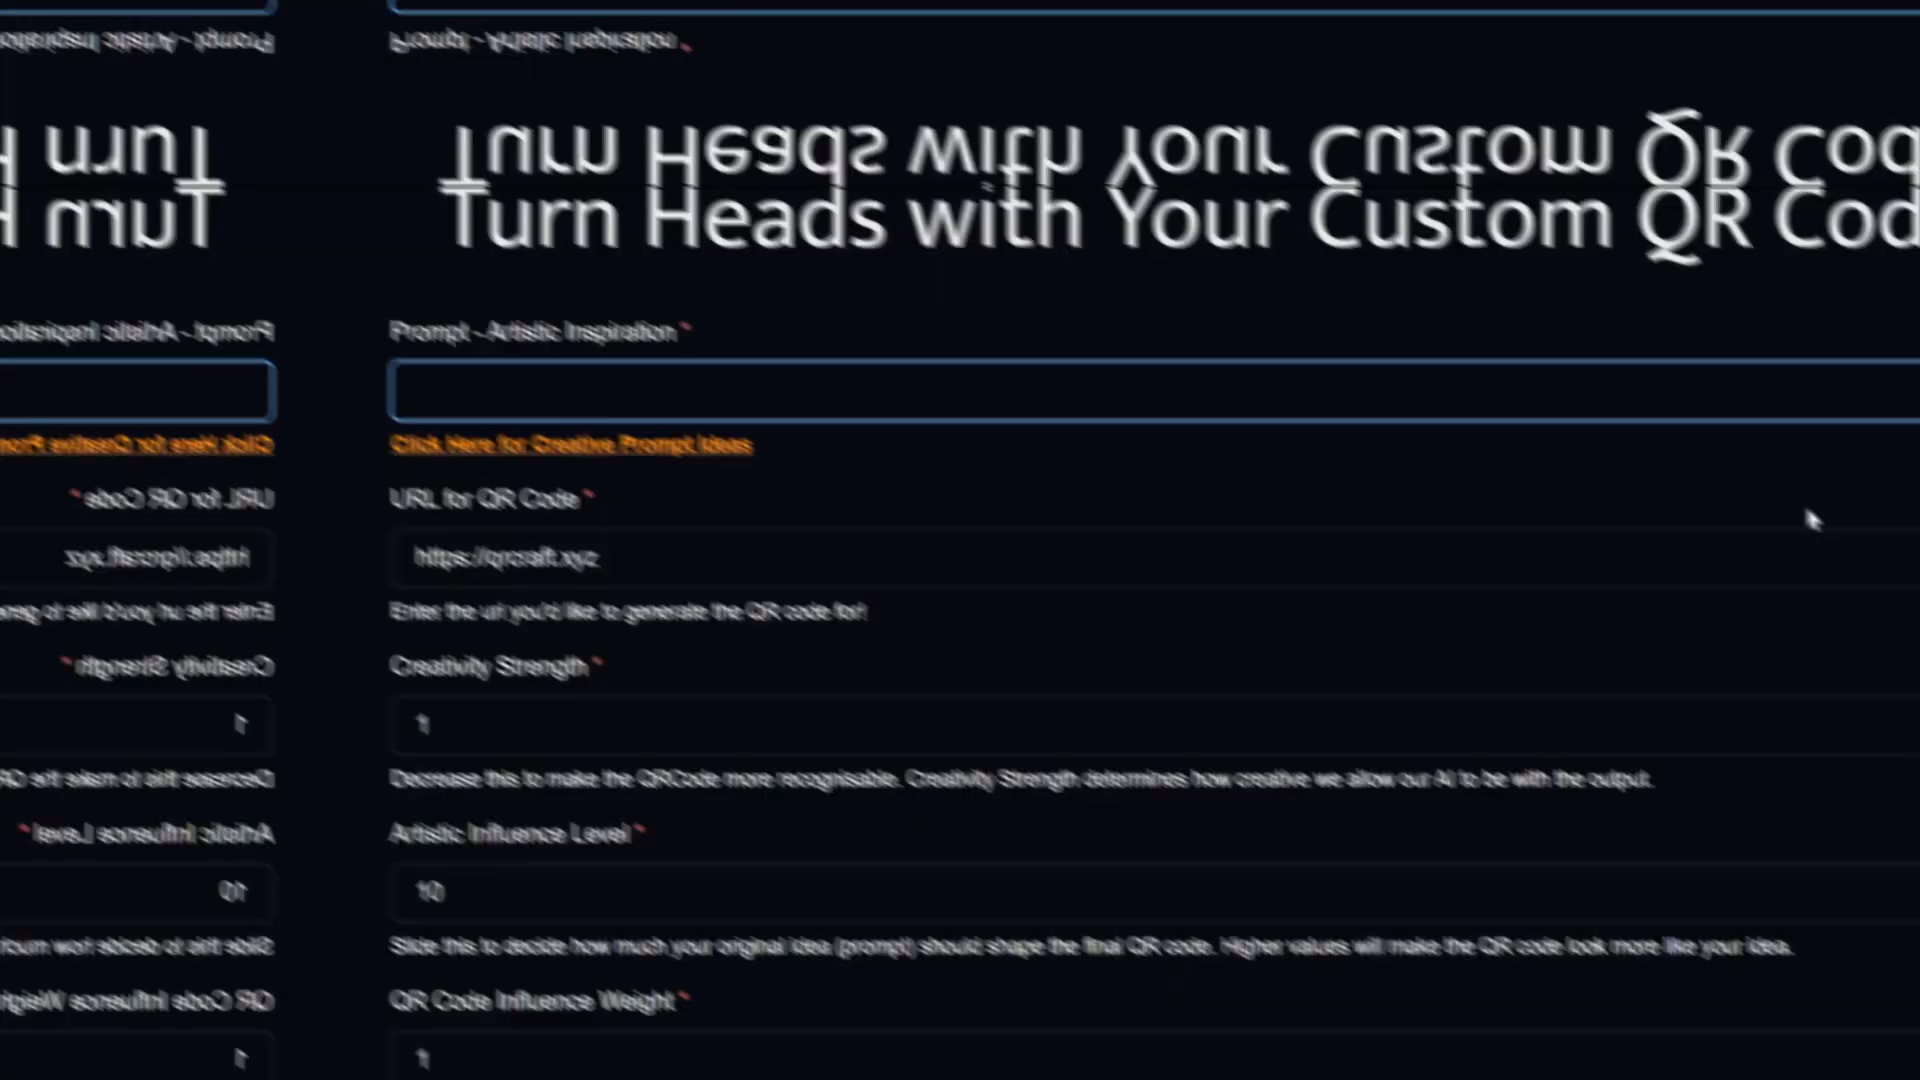 Turn Heads with Your Custom QR Cod
Prompt - Artistic Inspiration *
Click Here for Creative Prompt Ideas
URL for QR Code *
https://qrcraft.xyz
Enter the url you'd like to generate the QR code for!
Creativity Strength *
1
Decrease this to make the QRCode more recognisable. Creativity Strength determines how creative we allow our AI to be with the output.
Artistic Influence Level *
10
Slide this to decide how much your original idea (prompt) should shape the final QR code. Higher values will make the QR code look more like your idea.
QR Code Influence Weight *
1